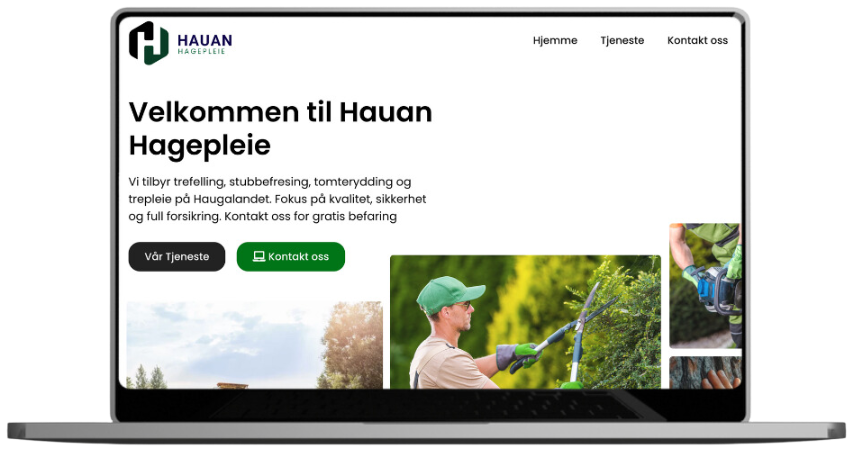 HAUAN
HAGEPLEIE
Hjemme
Tjeneste
Kontakt oss
Velkommen til Hauan
Hagepleie
Vi tilbyr trefelling, stubbefresing, tomterydding og
trepleie på Haugalandet. Fokus på kvalitet, sikkerhet
og full forsikring. Kontakt oss for gratis befaring
Vår Tjeneste
Kontakt oss